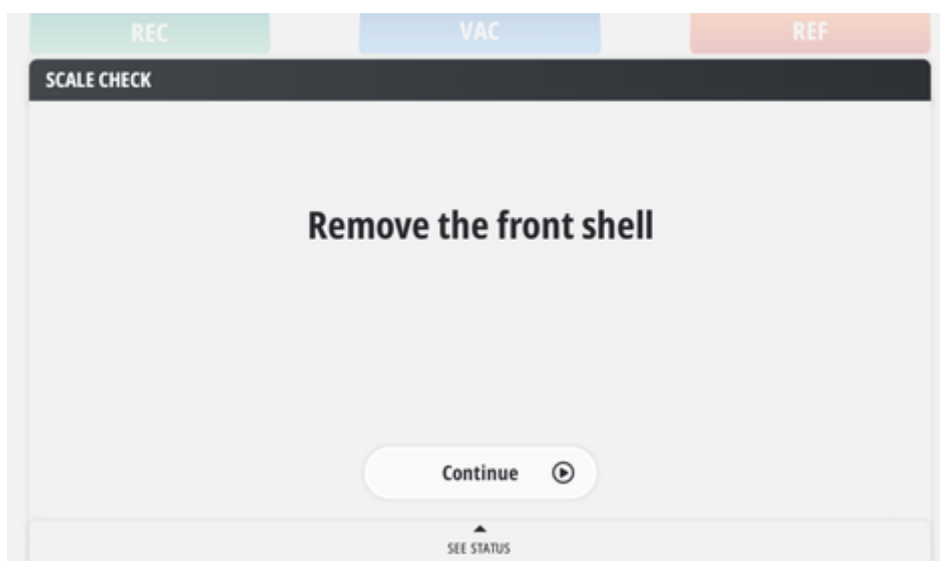 REC VAC REF
SCALE CHECK
Remove the front shell
Continue
SEE STATUS